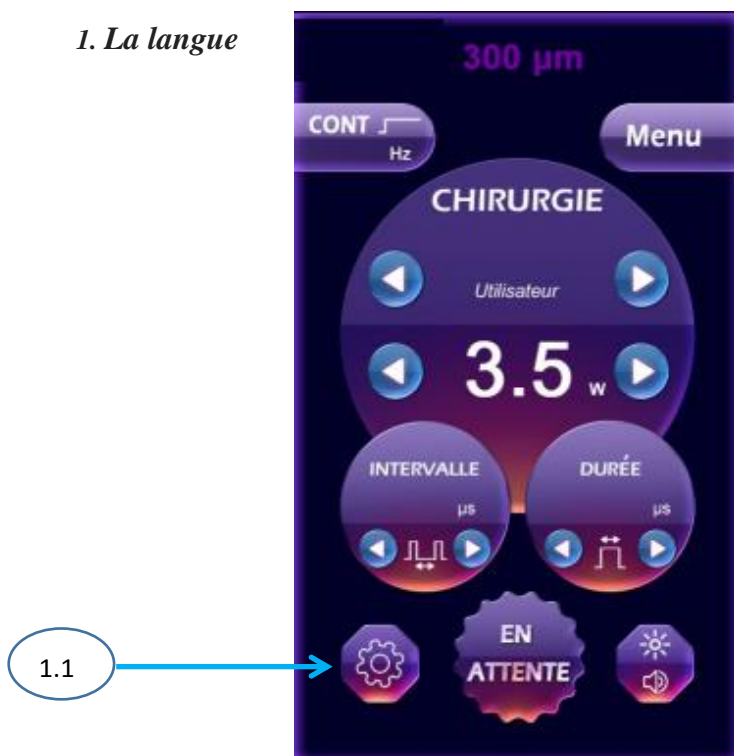 1. La langue
300 µm
CONT
Hz
Menu
CHIRURGIE
Utilisateur
3.5 W
INTERVALLE
µs
DURÉE
µs
EN
ATTENTE
1.1